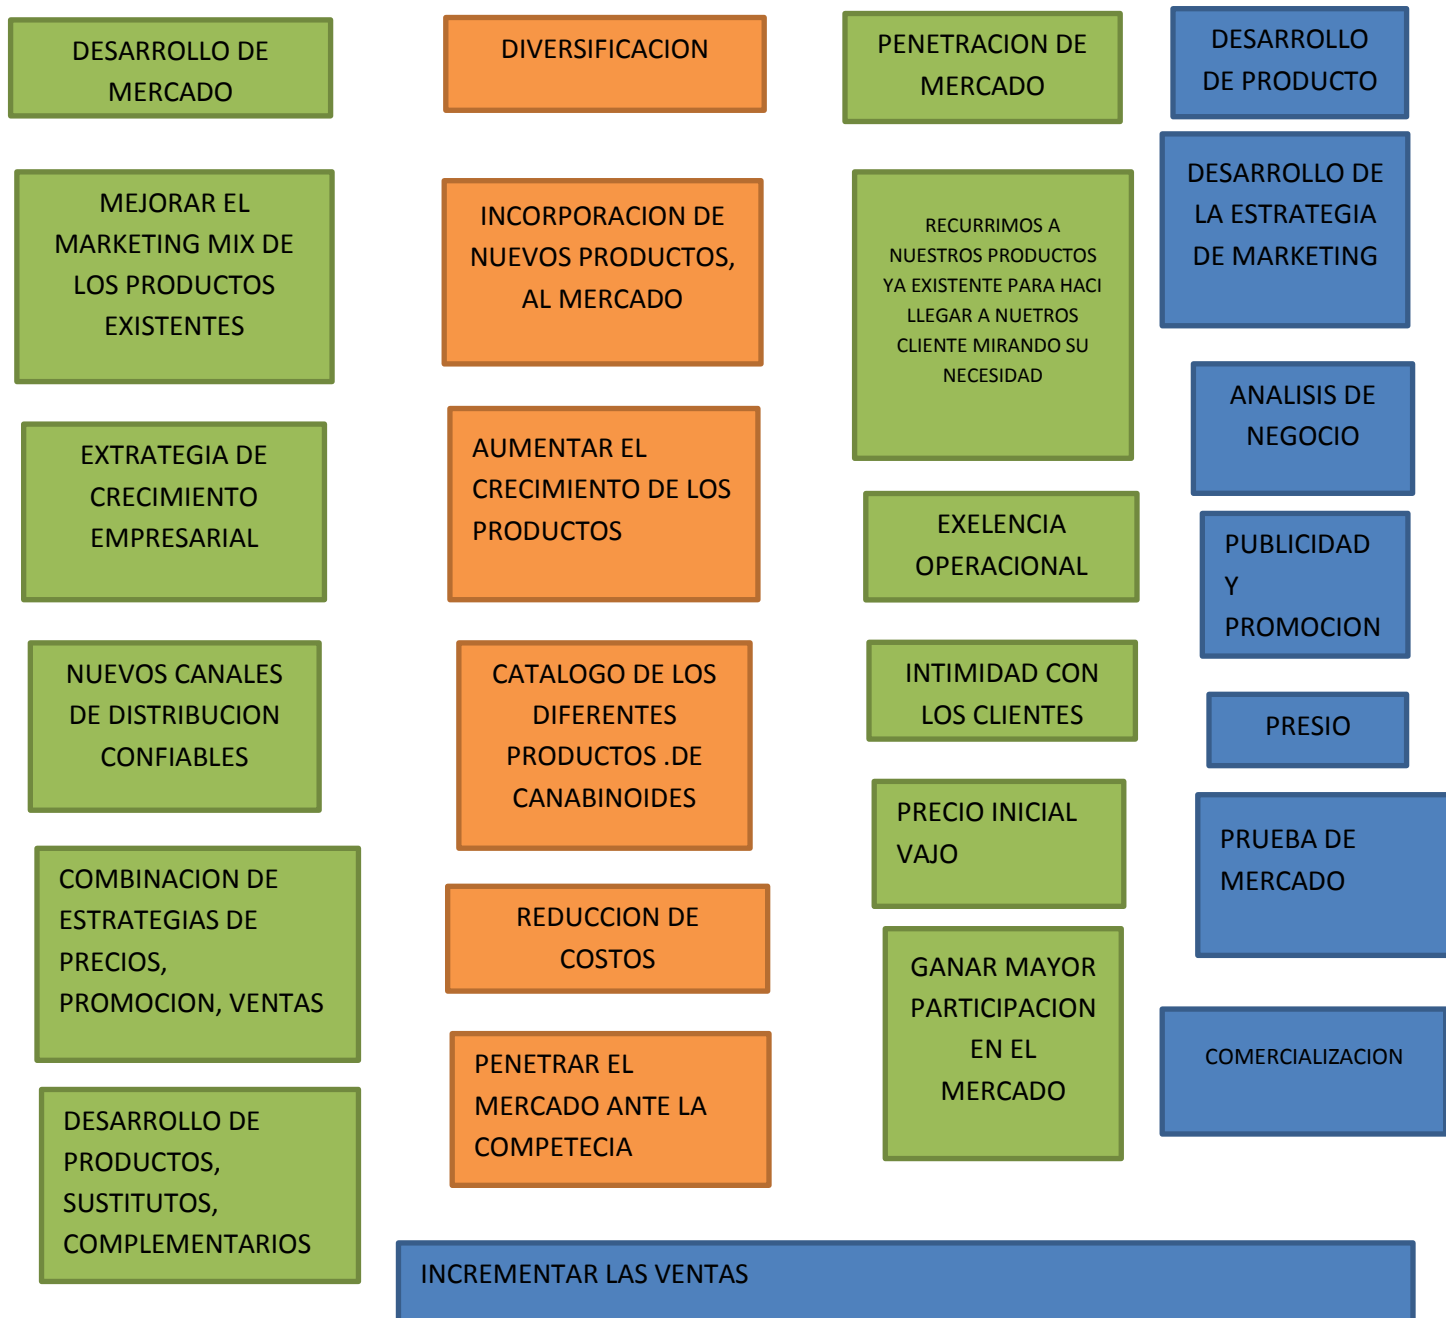 DESARROLLO DE
MERCADO
MEJORAR EL
MARKETING MIX DE
LOS PRODUCTOS
EXISTENTES
EXTRATEGIA DE
CRECIMIENTO
EMPRESARIAL
NUEVOS CANALES
DE DISTRIBUCION
CONFIABLES
COMBINACION DE
ESTRATEGIAS DE
PRECIOS,
PROMOCION, VENTAS
DESARROLLO DE
PRODUCTOS,
SUSTITUTOS,
COMPLEMENTARIOS
DIVERSIFICACION
INCORPORACION DE
NUEVOS PRODUCTOS,
AL MERCADO
AUMENTAR EL
CRECIMIENTO DE LOS
PRODUCTOS
CATALOGO DE LOS
DIFERENTES
PRODUCTOS .DE
CANABINOIDES
REDUCCION DE
COSTOS
PENETRAR EL
MERCADO ANTE LA
COMPETECIA
PENETRACION DE
MERCADO
RECURRIMOS A
NUESTROS PRODUCTOS
YA EXISTENTE PARA HACI
LLEGAR A NUETROS
CLIENTE MIRANDO SU
NECESIDAD
EXELENCIA
OPERACIONAL
INTIMIDAD CON
LOS CLIENTES
PRECIO INICIAL
VAJO
GANAR MAYOR
PARTICIPACION
EN EL
MERCADO
DESARROLLO
DE PRODUCTO
DESARROLLO DE
LA ESTRATEGIA
DE MARKETING
ANALISIS DE
NEGOCIO
PUBLICIDAD
Y
PROMOCION
PRESIO
PRUEBA DE
MERCADO
COMERCIALIZACION
INCREMENTAR LAS VENTAS